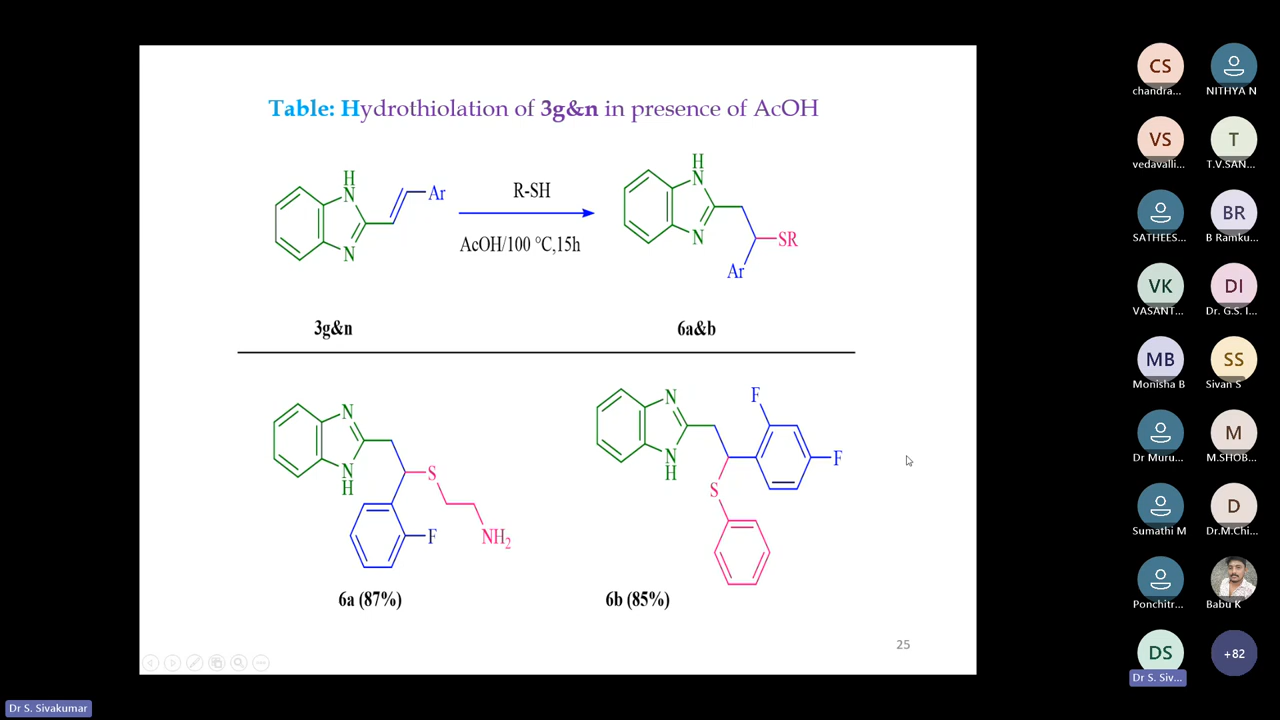 Table: Hydrothiolation of 3g&n in presence of AcOH
H
N
N
Ar
R-SH
AcOH/100 °C,15h
H
N
N
SR
Ar
3g&n
6a&b
N
N
H
S
F
NH2
6a (87%)
N
N
H
F
F
S
6b (85%)
25
CS
chandra...
NITHYA N
VS
vedavalli...
T
T.V.SAN...
SATHEES...
BR
B Ramku...
VK
VASANT...
DI
Dr. G.S. I...
MB
Monisha B
SS
Sivan S
Dr Muru...
M
M.SHOB...
Sumathi M
D
Dr.M.Chi...
Ponchitr...
Babu K
DS
Dr S. Siv...
+82
Dr S. Sivakumar